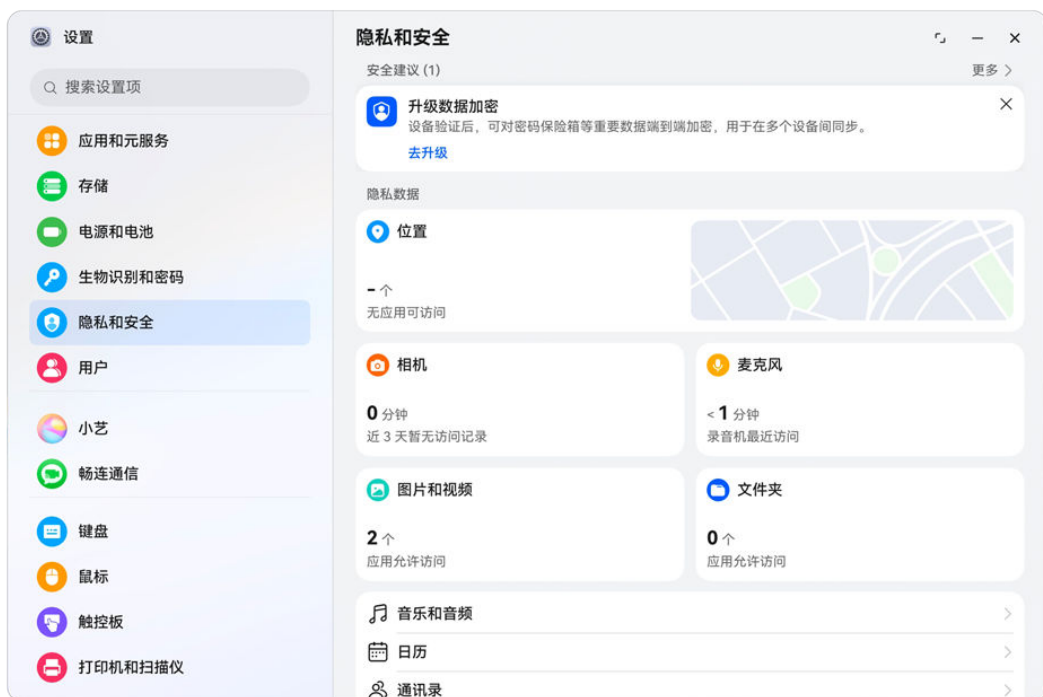 设置
搜索设置项
应用和元服务
存储
电源和电池
生物识别和密码
隐私和安全
用户
小艺
畅连通信
键盘
鼠标
触控板
打印机和扫描仪
隐私和安全
安全建议 (1)
更多
升级数据加密
设备验证后，可对密码保险箱等重要数据端到端加密，用于在多个设备间同步。
去升级
隐私数据
位置
- 个
无应用可访问
相机
0 分钟
近 3 天暂无访问记录
麦克风
< 1 分钟
录音机最近访问
图片和视频
2 个
应用允许访问
文件夹
0 个
应用允许访问
音乐和音频
日历
通讯录